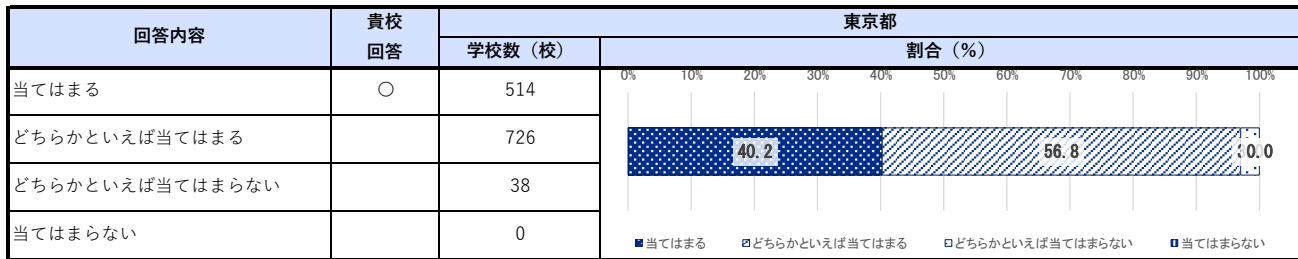 回答内容
貴校
回答
東京都
学校数（校）
割合（%）
0% 10% 20% 30% 40% 50% 60% 70% 80% 90% 100%
当てはまる ○ 514
どちらかといえば当てはまる 726
40.2 56.8 0.0
どちらかといえば当てはまらない 38
当てはまらない 0
当てはまる どちらかといえば当てはまる どちらかといえば当てはまらない 当てはまらない